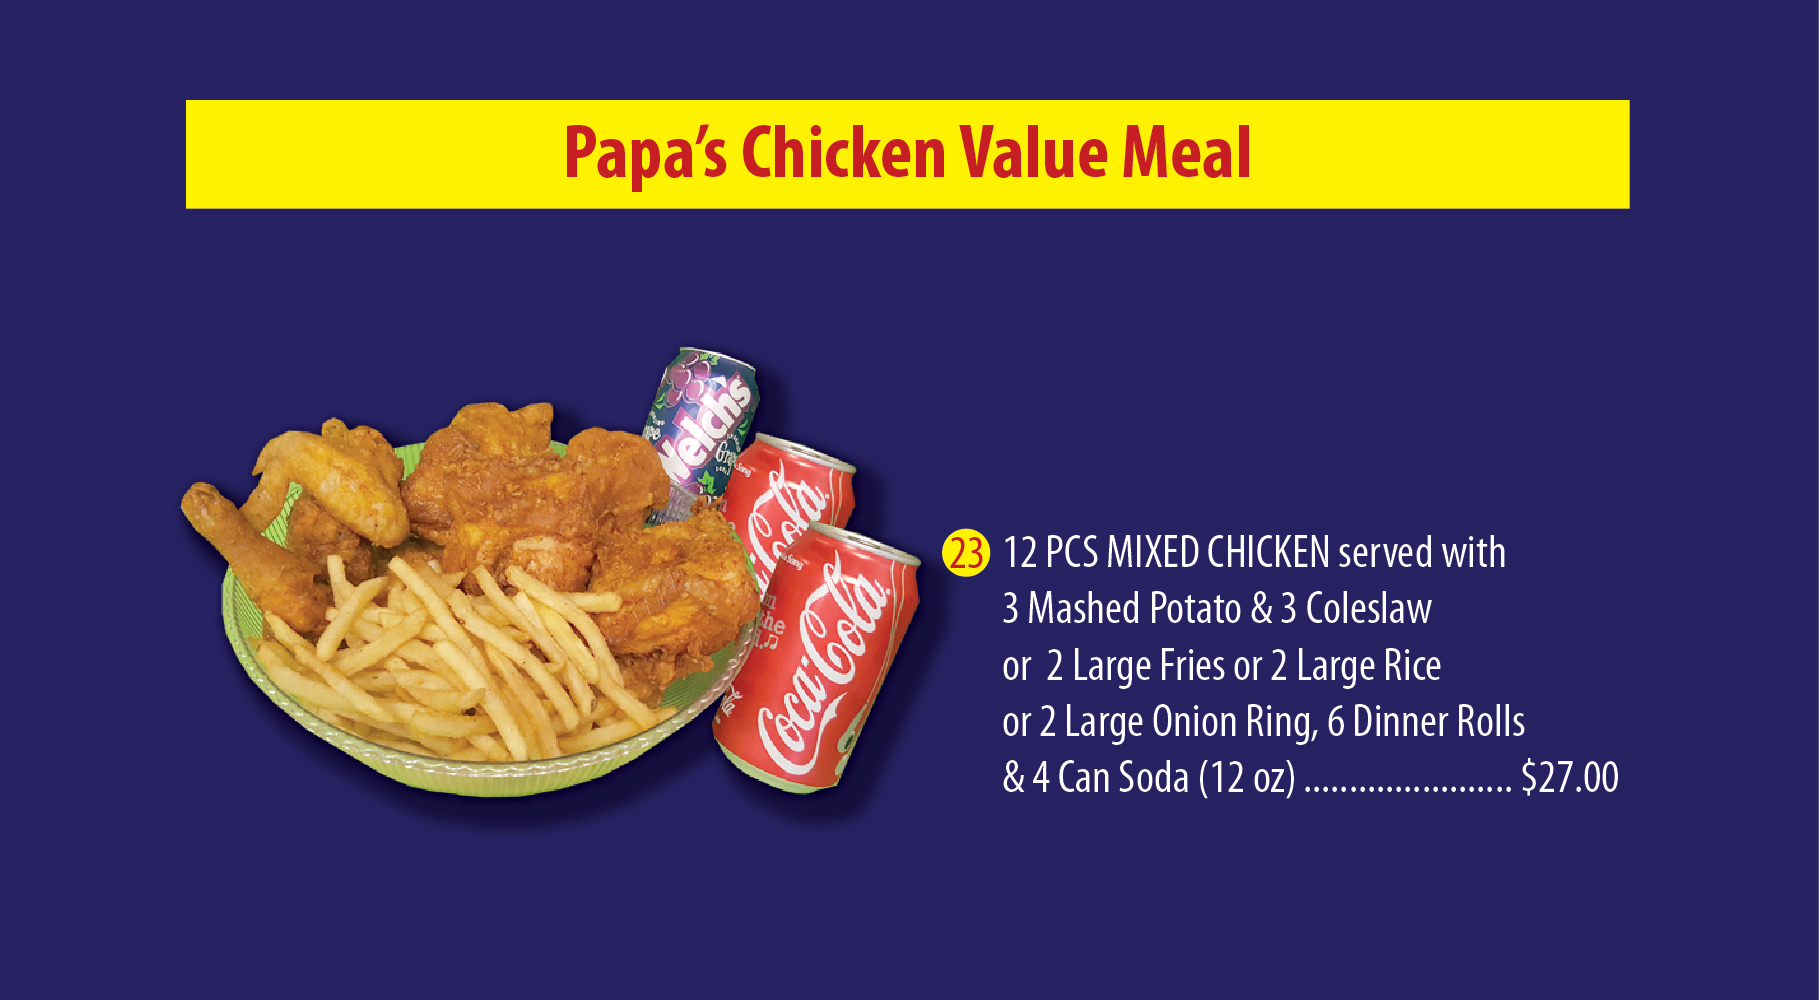 Papa's Chicken Value Meal
Welch's
Coca-Cola
Coca-Cola
23 12 PCS MIXED CHICKEN served with
3 Mashed Potato & 3 Coleslaw
or 2 Large Fries or 2 Large Rice
or 2 Large Onion Ring, 6 Dinner Rolls
& 4 Can Soda (12 oz) ....................... $27.00